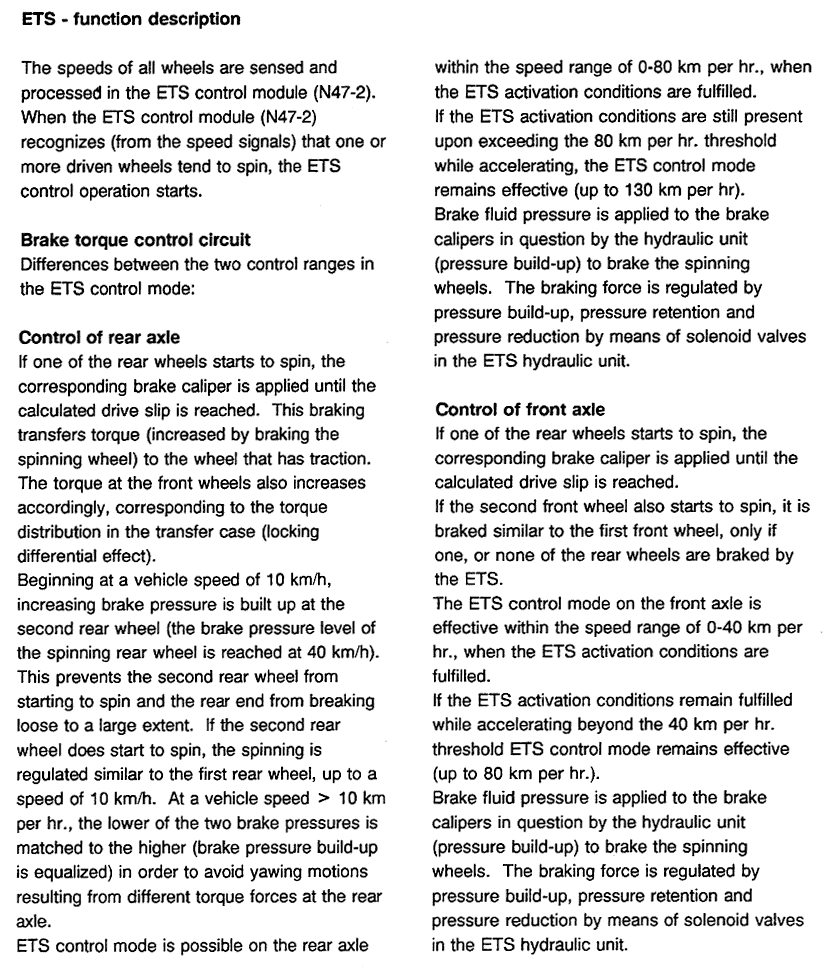 ETS - function description
The speeds of all wheels are sensed and
processed in the ETS control module (N47-2).
When the ETS control module (N47-2)
recognizes (from the speed signals) that one or
more driven wheels tend to spin, the ETS
control operation starts.
Brake torque control circuit
Differences between the two control ranges in
the ETS control mode:
Control of rear axle
If one of the rear wheels starts to spin, the
corresponding brake caliper is applied until the
calculated drive slip is reached. This braking
transfers torque (increased by braking the
spinning wheel) to the wheel that has traction.
The torque at the front wheels also increases
accordingly, corresponding to the torque
distribution in the transfer case (locking
differential effect).
Beginning at a vehicle speed of 10 km/h,
increasing brake pressure is built up at the
second rear wheel (the brake pressure level of
the spinning rear wheel is reached at 40 km/h).
This prevents the second rear wheel from
starting to spin and the rear end from breaking
loose to a large extent. If the second rear
wheel does start to spin, the spinning is
regulated similar to the first rear wheel, up to a
speed of 10 km/h. At a vehicle speed > 10 km
per hr., the lower of the two brake pressures is
matched to the higher (brake pressure build-up
is equalized) in order to avoid yawing motions
resulting from different torque forces at the rear
axle.
ETS control mode is possible on the rear axle
within the speed range of 0-80 km per hr., when
the ETS activation conditions are fulfilled.
If the ETS activation conditions are still present
upon exceeding the 80 km per hr. threshold
while accelerating, the ETS control mode
remains effective (up to 130 km per hr).
Brake fluid pressure is applied to the brake
calipers in question by the hydraulic unit
(pressure build-up) to brake the spinning
wheels. The braking force is regulated by
pressure build-up, pressure retention and
pressure reduction by means of solenoid valves
in the ETS hydraulic unit.
Control of front axle
If one of the rear wheels starts to spin, the
corresponding brake caliper is applied until the
calculated drive slip is reached.
If the second front wheel also starts to spin, it is
braked similar to the first front wheel, only if
one, or none of the rear wheels are braked by
the ETS.
The ETS control mode on the front axle is
effective within the speed range of 0-40 km per
hr., when the ETS activation conditions are
fulfilled.
If the ETS activation conditions remain fulfilled
while accelerating beyond the 40 km per hr.
threshold ETS control mode remains effective
(up to 80 km per hr.).
Brake fluid pressure is applied to the brake
calipers in question by the hydraulic unit
(pressure build-up) to brake the spinning
wheels. The braking force is regulated by
pressure build-up, pressure retention and
pressure reduction by means of solenoid valves
in the ETS hydraulic unit.